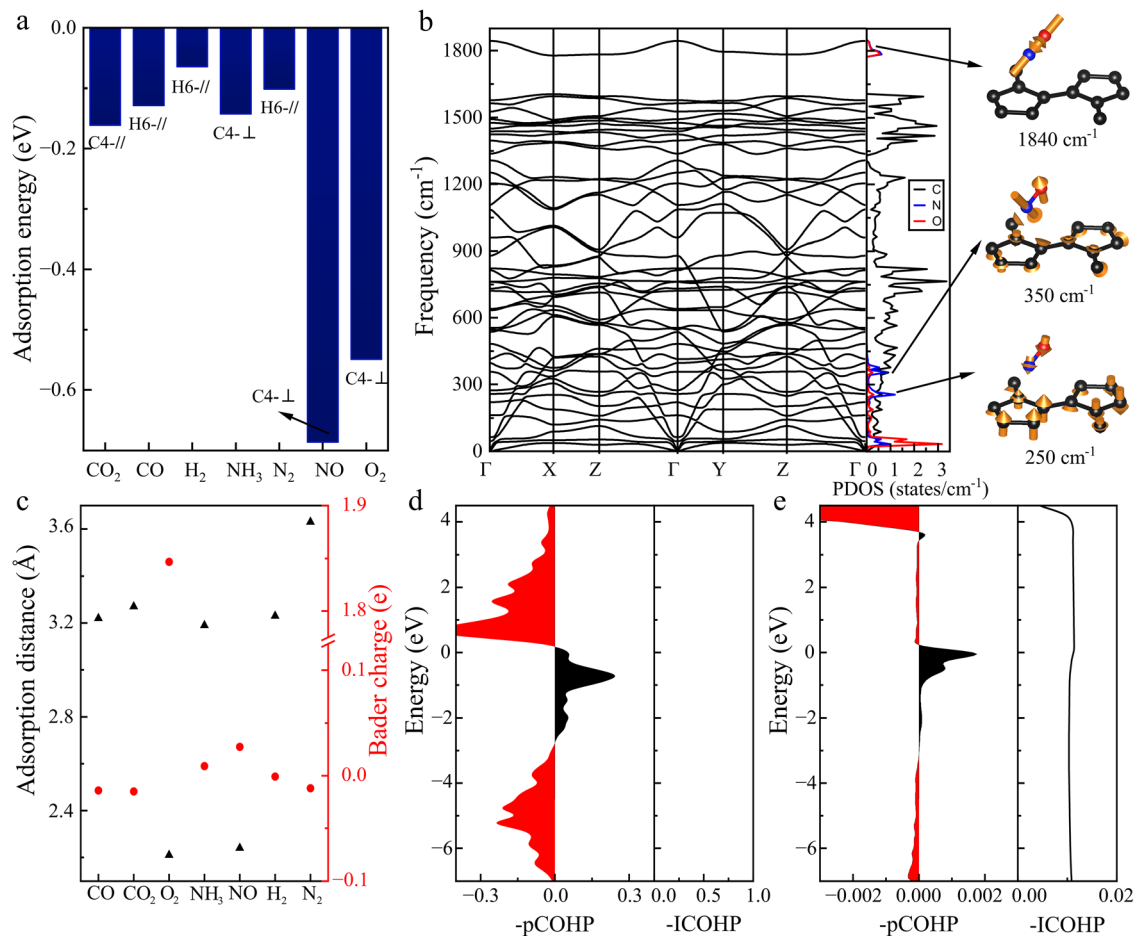 a
Adsorption energy (eV)
0.0
−0.2
−0.4
−0.6
C4-//
H6-//
H6-//
C4-⊥
H6-//
C4-⊥
C4-⊥
CO₂ CO H₂ NH₃ N₂ NO O₂
b
Frequency (cm⁻¹)
1800
1500
1200
900
600
300
0
Γ X Z Γ Y Z Γ
C
N
O
0 1 2 3
PDOS (states/cm⁻¹)
1840 cm⁻¹
350 cm⁻¹
250 cm⁻¹
c
Adsorption distance (Å)
3.6
3.2
2.8
2.4
CO CO₂ O₂ NH₃ NO H₂ N₂
1.9
1.8
0.1
0.0
−0.1
Bader charge (e)
d
Energy (eV)
4
2
0
−2
−4
−6
−0.3 0.0 0.3
-pCOHP
0.0 0.5 1.0
-ICOHP
e
Energy (eV)
4
2
0
−2
−4
−6
−0.002 0.000 0.002
-pCOHP
0.00 0.02
-ICOHP